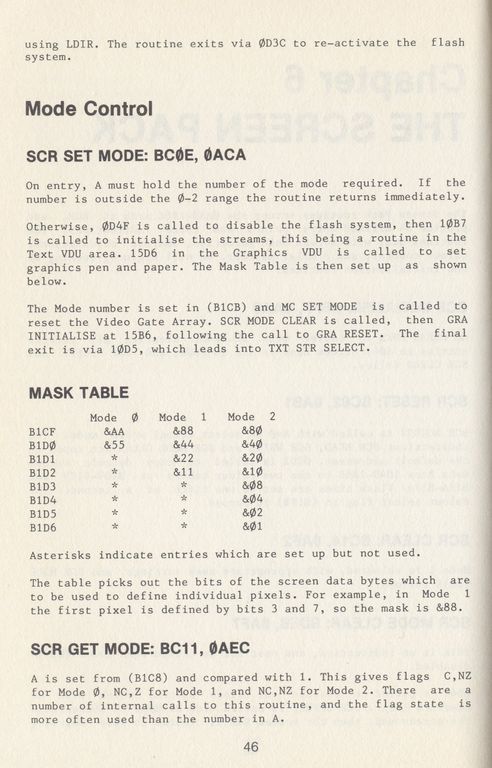 using LDIR. The routine exits via ØD3C to re-activate the flash
system.
Mode Control
SCR SET MODE: BCØE, ØACA
On entry, A must hold the number of the mode required. If the
number is outside the Ø-2 range the routine returns immediately.
Otherwise, ØD4F is called to disable the flash system, then 1ØB7
is called to initialise the streams, this being a routine in the
Text VDU area. 15D6 in the Graphics VDU is called to set
graphics pen and paper. The Mask Table is then set up as shown
below.
The Mode number is set in (B1CB) and MC SET MODE is called to
reset the Video Gate Array. SCR MODE CLEAR is called, then GRA
INITIALISE at 15B6, following the call to GRA RESET. The final
exit is via 1ØD5, which leads into TXT STR SELECT.
MASK TABLE
Mode Ø Mode 1 Mode 2
B1CF &AA &88 &8Ø
B1DØ &55 &44 &4Ø
B1D1 * &22 &2Ø
B1D2 * &11 &1Ø
B1D3 * * &Ø8
B1D4 * * &Ø4
B1D5 * * &Ø2
B1D6 * * &Ø1
Asterisks indicate entries which are set up but not used.
The table picks out the bits of the screen data bytes which are
to be used to define individual pixels. For example, in Mode 1
the first pixel is defined by bits 3 and 7, so the mask is &88.
SCR GET MODE: BC11, ØAEC
A is set from (B1C8) and compared with 1. This gives flags C,NZ
for Mode Ø, NC,Z for Mode 1, and NC,NZ for Mode 2. There are a
number of internal calls to this routine, and the flag state is
more often used than the number in A.
46